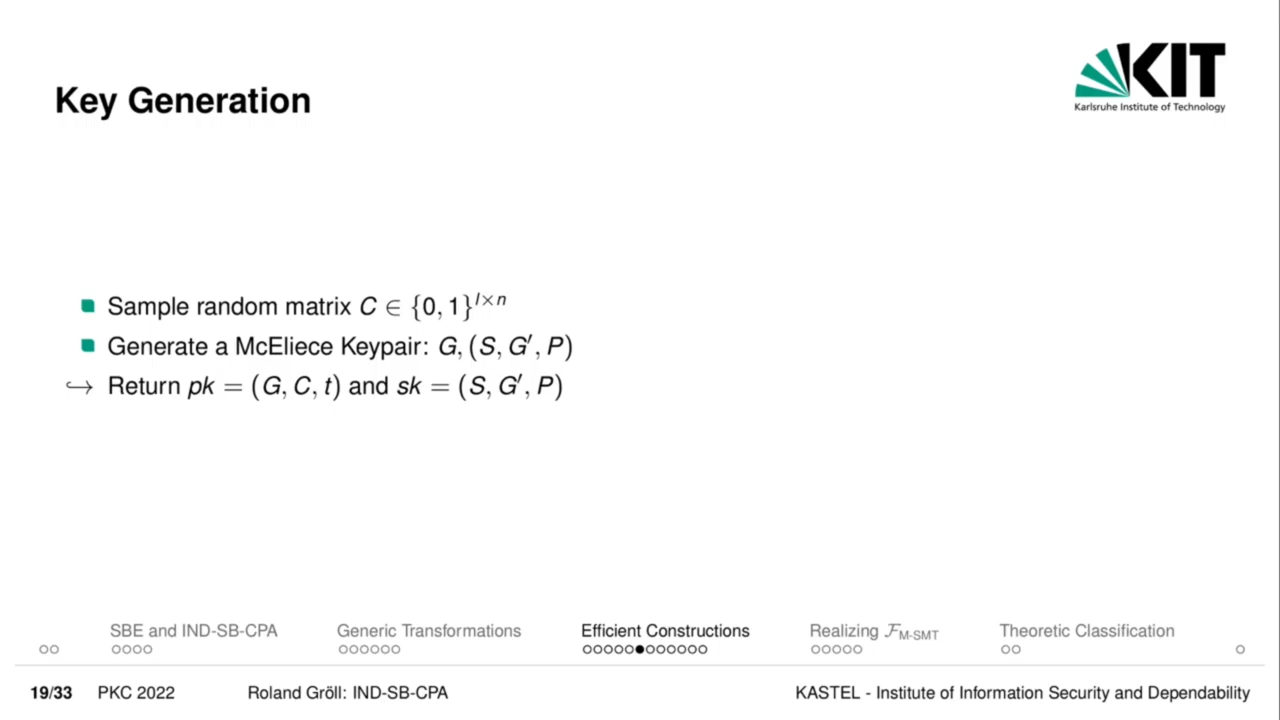 KIT
Karlsruhe Institute of Technology
Key Generation
Sample random matrix C ∈ {0, 1}^{l×n}
Generate a McEliece Keypair: G, (S, G′, P)
↪ Return pk = (G, C, t) and sk = (S, G′, P)
SBE and IND-SB-CPA Generic Transformations Efficient Constructions Realizing ℱ_{M-SMT} Theoretic Classification
19/33 PKC 2022 Roland Gröll: IND-SB-CPA KASTEL - Institute of Information Security and Dependability